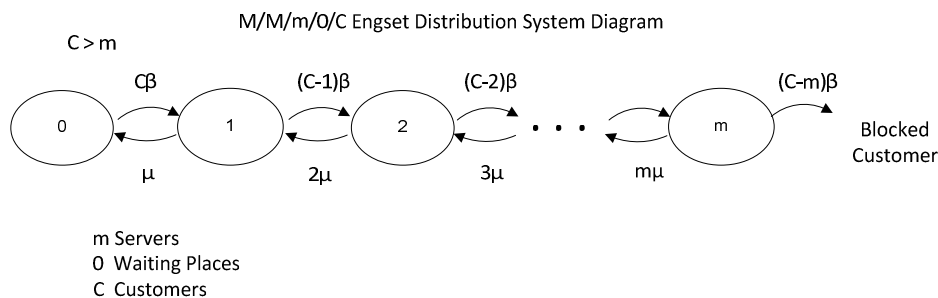 M/M/m/0/C Engset Distribution System Diagram
C > m
Cβ (C-1)β (C-2)β (C-m)β
0 1 2 . . . m
Blocked
Customer
μ 2μ 3μ mμ
m Servers
0 Waiting Places
C Customers